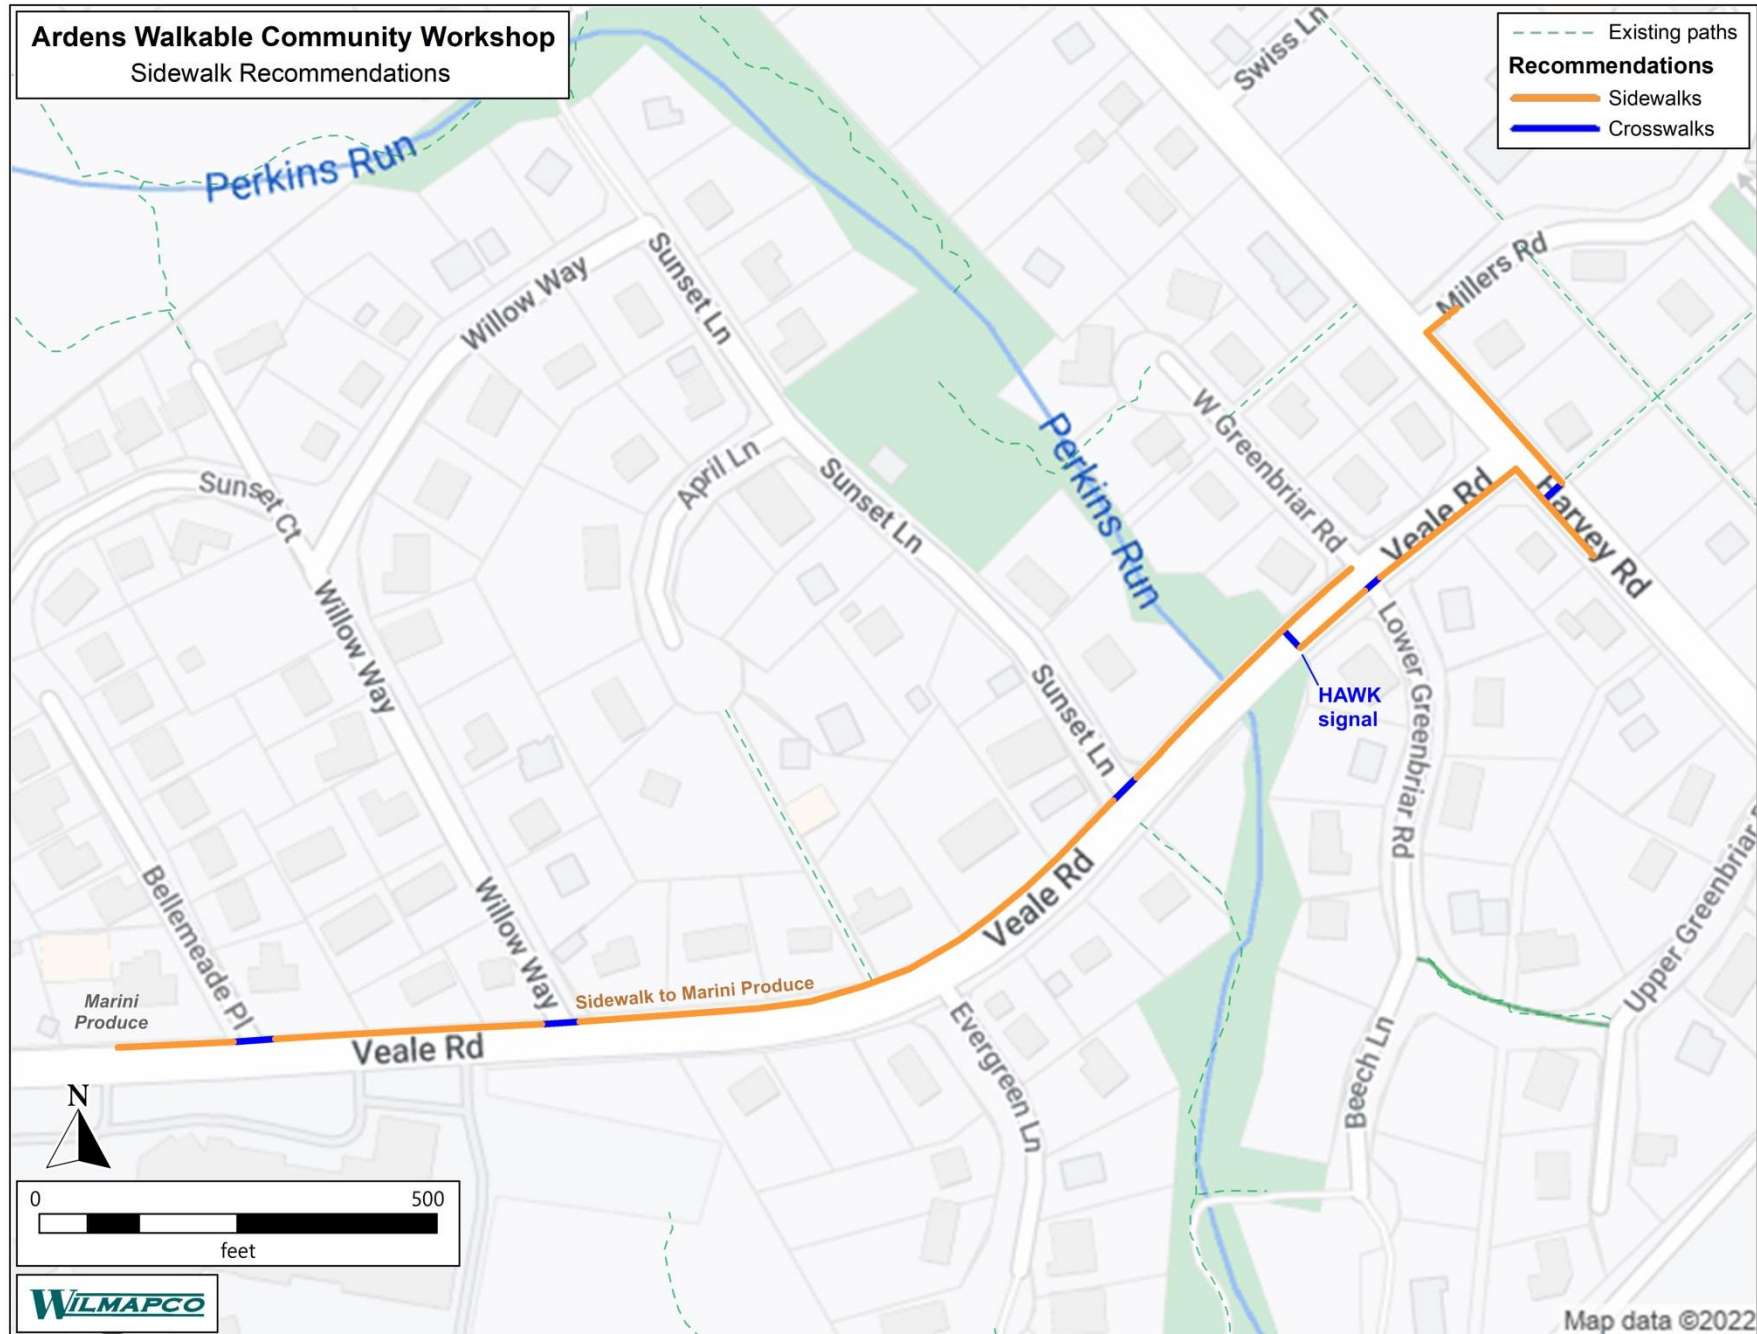 Ardens Walkable Community Workshop
Sidewalk Recommendations
Existing paths
Recommendations
Sidewalks
Crosswalks
Swiss Ln
Perkins Run
Millers Rd
Willow Way
Sunset Ln
W Greenbriar Rd
April Ln
Sunset Ln
Perkins Run
Sunset Ct
Veale Rd
Harvey Rd
Willow Way
Lower Greenbriar Rd
Sunset Ln
HAWK
signal
Veale Rd
Bellemeade Pl
Willow Way
Upper Greenbriar
Marini
Produce
Sidewalk to Marini Produce
Veale Rd
Evergreen Ln
Beech Ln
N
0 500
feet
WILMAPCO
Map data ©2022